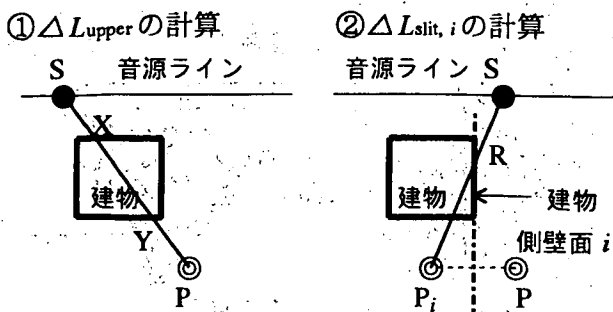 ①△Lupperの計算
S 音源ライン
X
建物
Y
P
②△Lslit, iの計算
音源ライン S
R
建物
建物
側壁面 i
Pi P